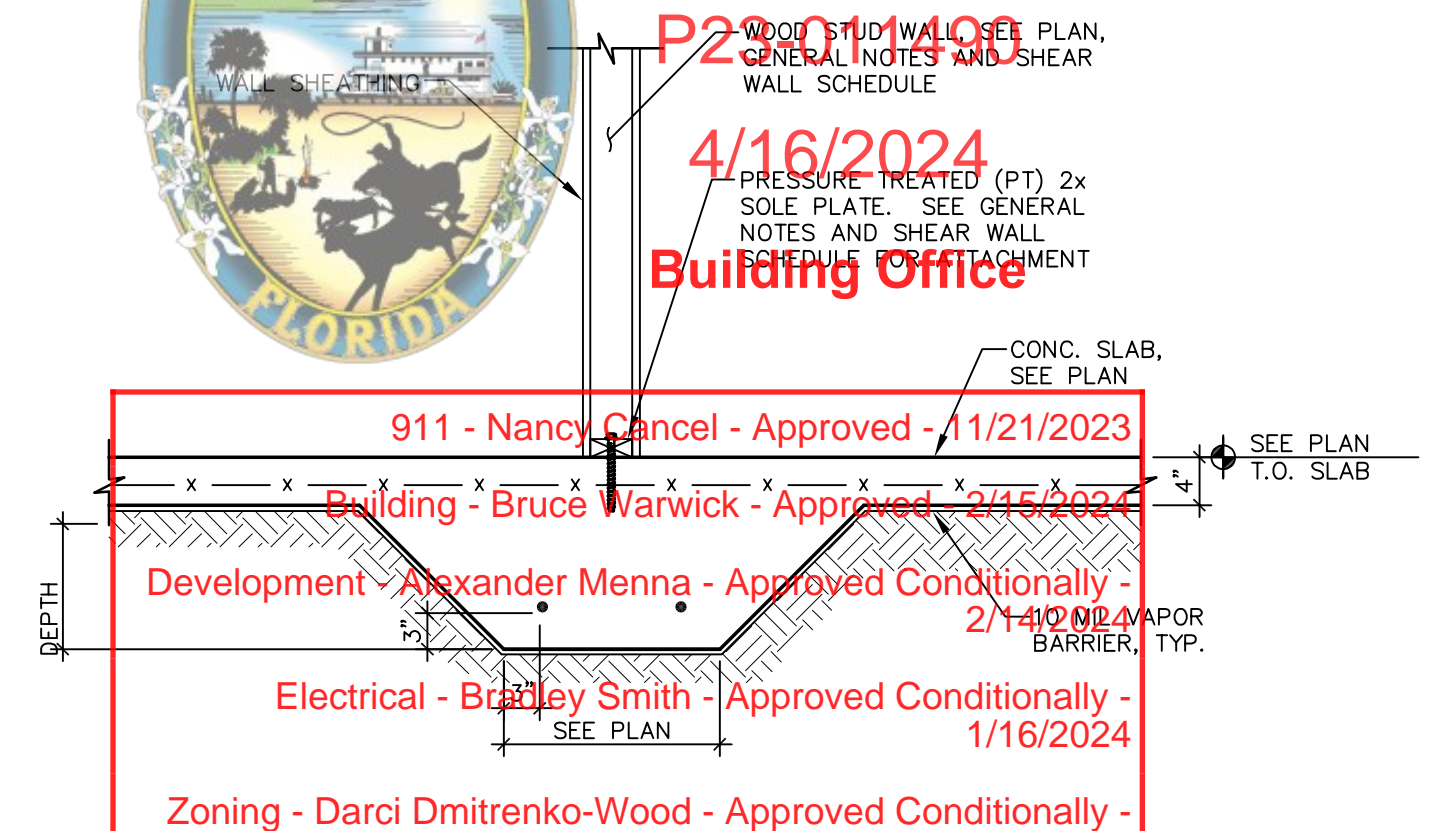 P23-011490
WOOD STUD WALL, SEE PLAN,
GENERAL NOTES AND SHEAR
WALL SCHEDULE
WALL SHEATHING
4/16/2024
PRESSURE TREATED (PT) 2x
SOLE PLATE. SEE GENERAL
NOTES AND SHEAR WALL
SCHEDULE FOR ATTACHMENT
Building Office
FLORIDA
CONC. SLAB,
SEE PLAN
911 - Nancy Cancel - Approved - 11/21/2023
SEE PLAN
T.O. SLAB
4"
x x x x x x x x x x
Building - Bruce Warwick - Approved - 2/15/2024
Development - Alexander Menna - Approved Conditionally -
2/14/2024
10 MIL VAPOR
BARRIER, TYP.
DEPTH
3"
3"
Electrical - Bradley Smith - Approved Conditionally -
1/16/2024
SEE PLAN
Zoning - Darci Dmitrenko-Wood - Approved Conditionally -